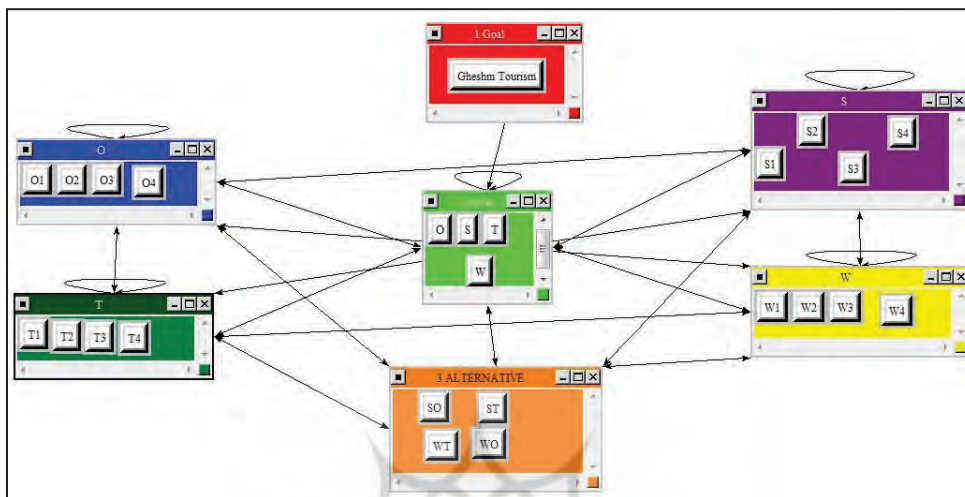 1 Goal
Gheshm Tourism
O
O1 O2 O3 O4
S
S1 S2 S3 S4
O S T
W
T
T1 T2 T3 T4
W
W1 W2 W3 W4
3 ALTERNATIVE
SO ST
WT WO